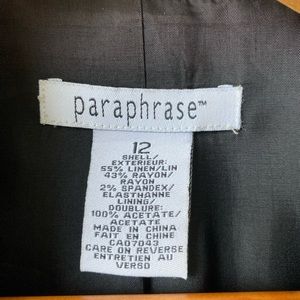 paraphrase™
12
SHELL/
EXTERIEUR:
55% LINEN/LIN
43% RAYON/
RAYON
2% SPANDEX/
ELASTHANNE
LINING/
DOUBLURE:
100% ACETATE/
ACETATE
MADE IN CHINA
FAIT EN CHINE
CA07043
CARE ON REVERSE
ENTRETIEN AU
VERSO